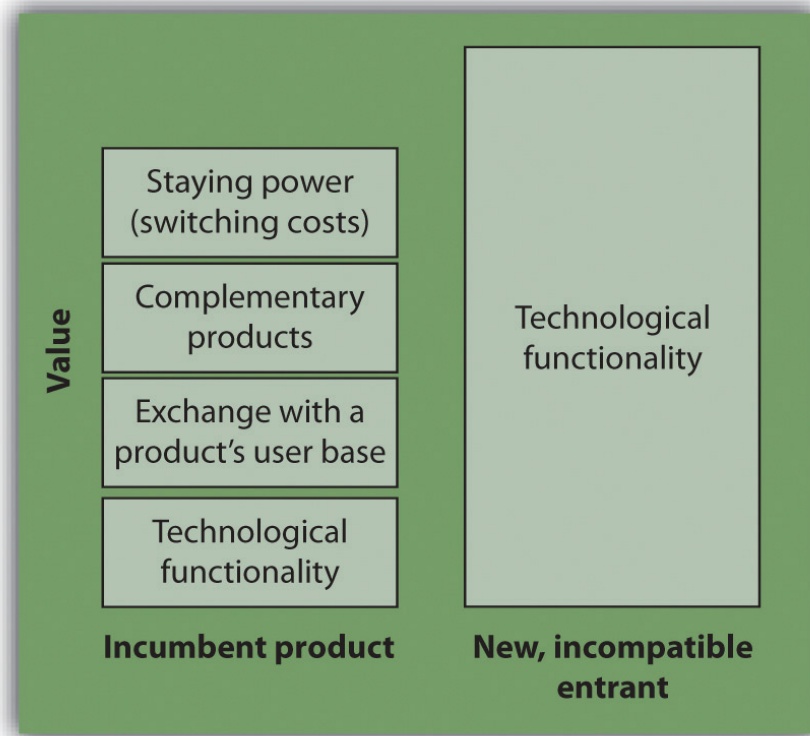 Value
Staying power
(switching costs)
Complementary
products
Exchange with a
product’s user base
Technological
functionality
Incumbent product
Technological
functionality
New, incompatible
entrant